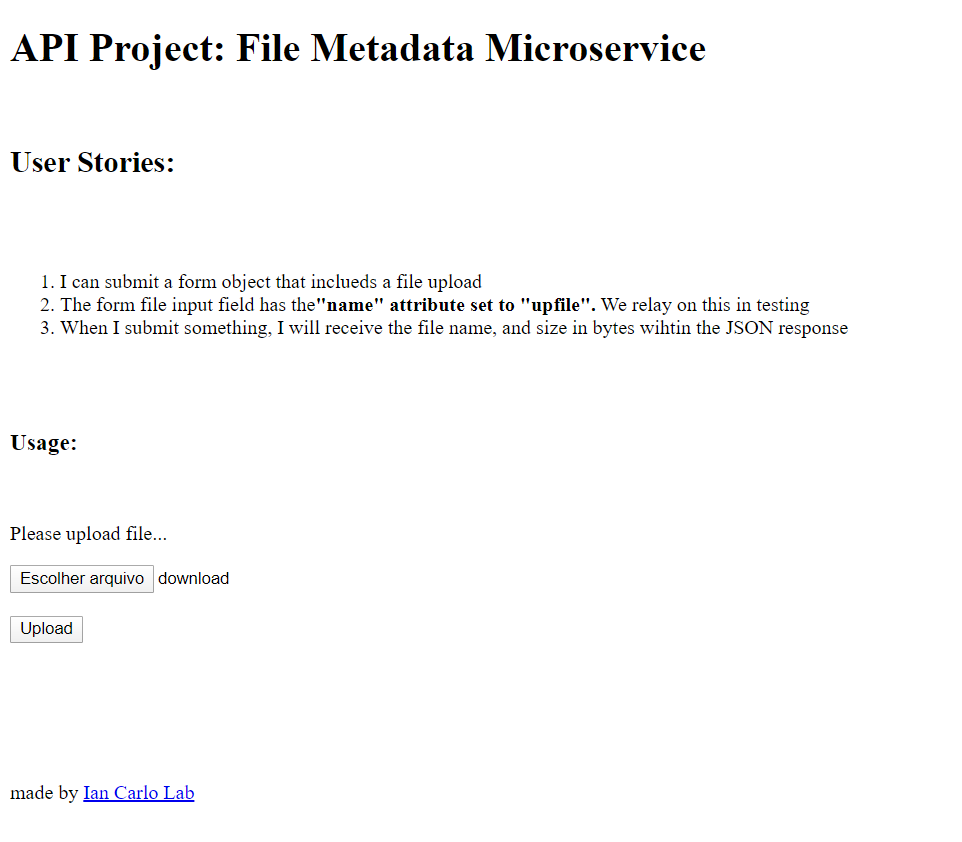 API Project: File Metadata Microservice
User Stories:
1. I can submit a form object that inclueds a file upload
2. The form file input field has the"name" attribute set to "upfile". We relay on this in testing
3. When I submit something, I will receive the file name, and size in bytes wihtin the JSON response
Usage:
Please upload file...
Escolher arquivo download
Upload
made by Ian Carlo Lab